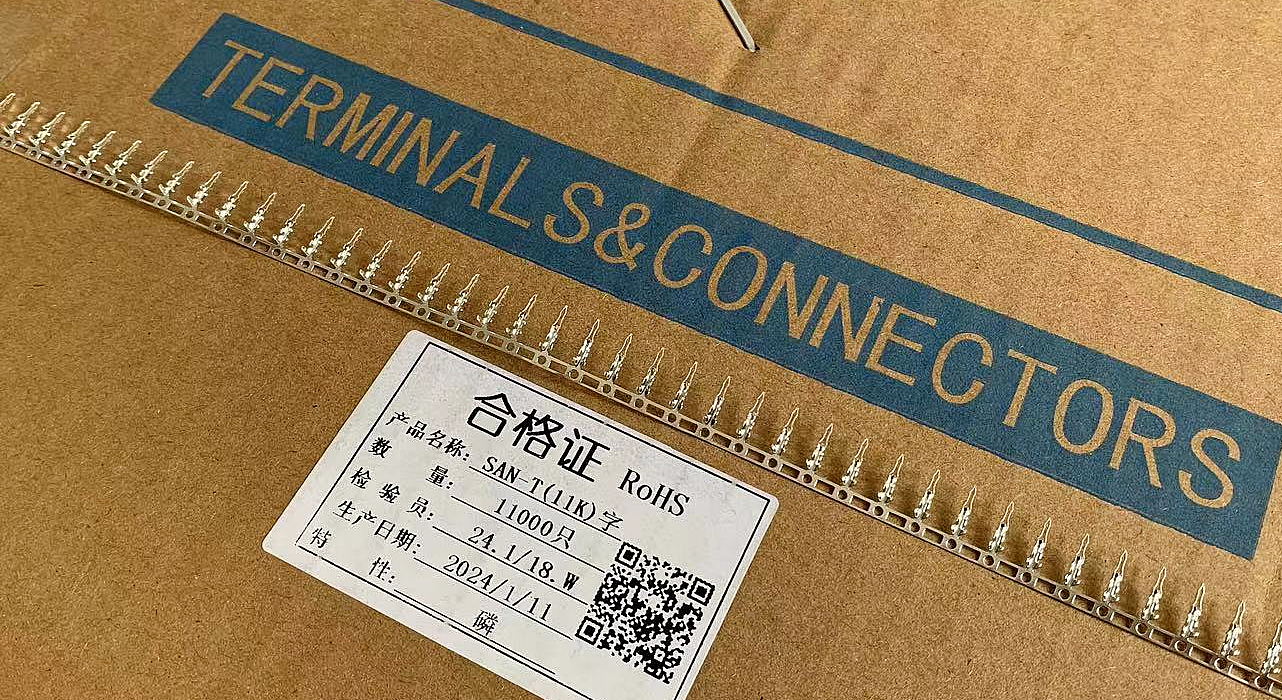 TERMINALS&CONNECTORS
合格证 RoHS
产品名称: SAN-T(11K)字
数 量: 11000只
检 验 员: 24.1/18.W
生产日期: 2024/1/11
特 性: 磷